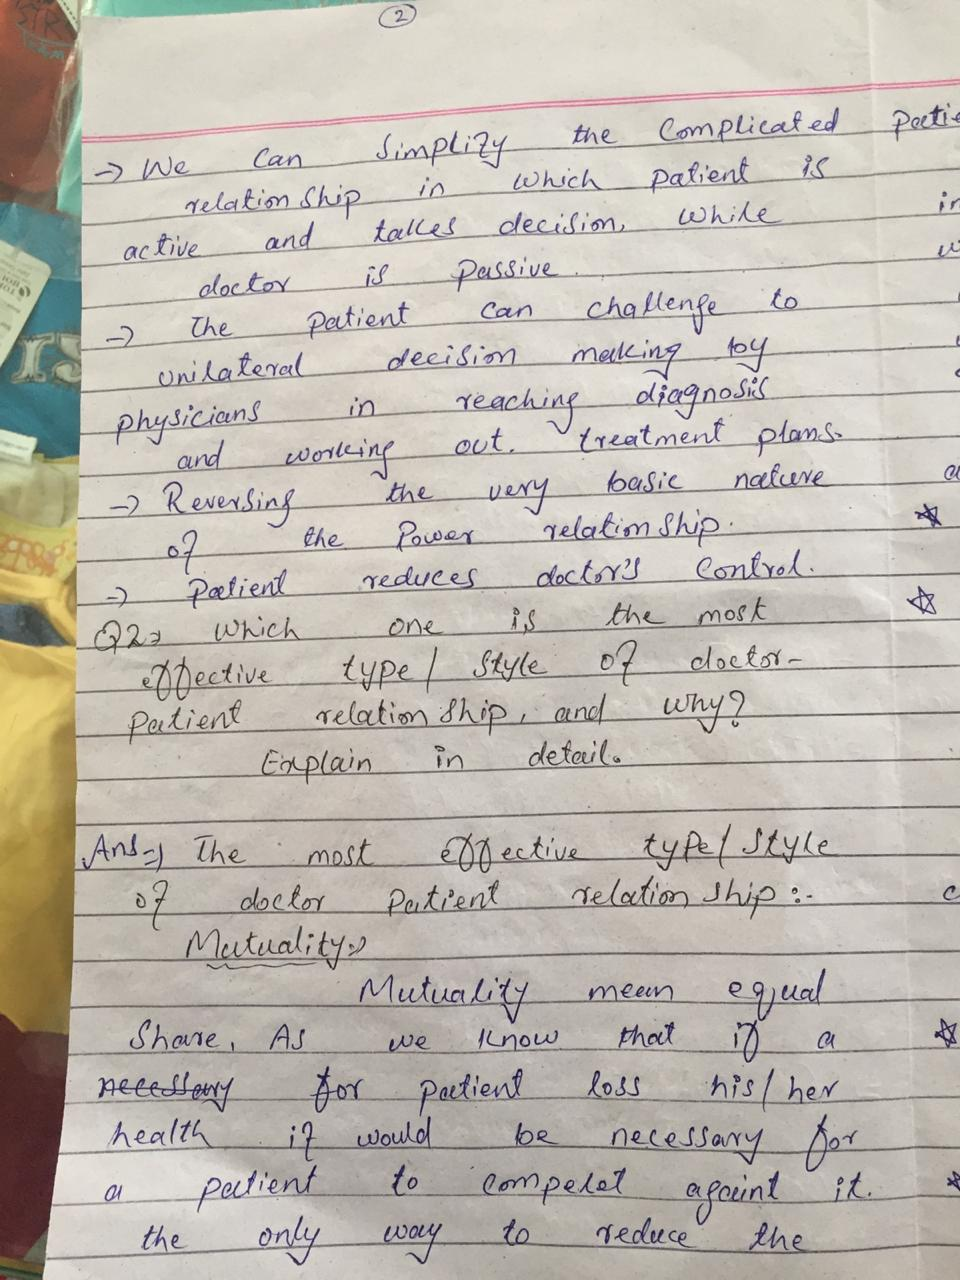 2
→ We can simplify the complicated
relationship in which patient is
active and takes decision, while
doctor is passive.
→ The patient can challenge to
unilateral decision making by
physicians in reaching diagnosis
and working out. treatment plans.
→ Reversing the very basic nature
of the power relationship.
→ Patient reduces doctor's control.
Q2⇒ which one is the most
effective type/style of doctor-
patient relationship, and why?
Explain in detail.
Ans⇒) The most effective type/style
of doctor patient relationship:-
Mutuality:⇒
Mutuality mean equal
share, As we know that if a
necessary for patient loss his/her
health it would be necessary for
a patient to compelet againt it.
the only way to reduce the